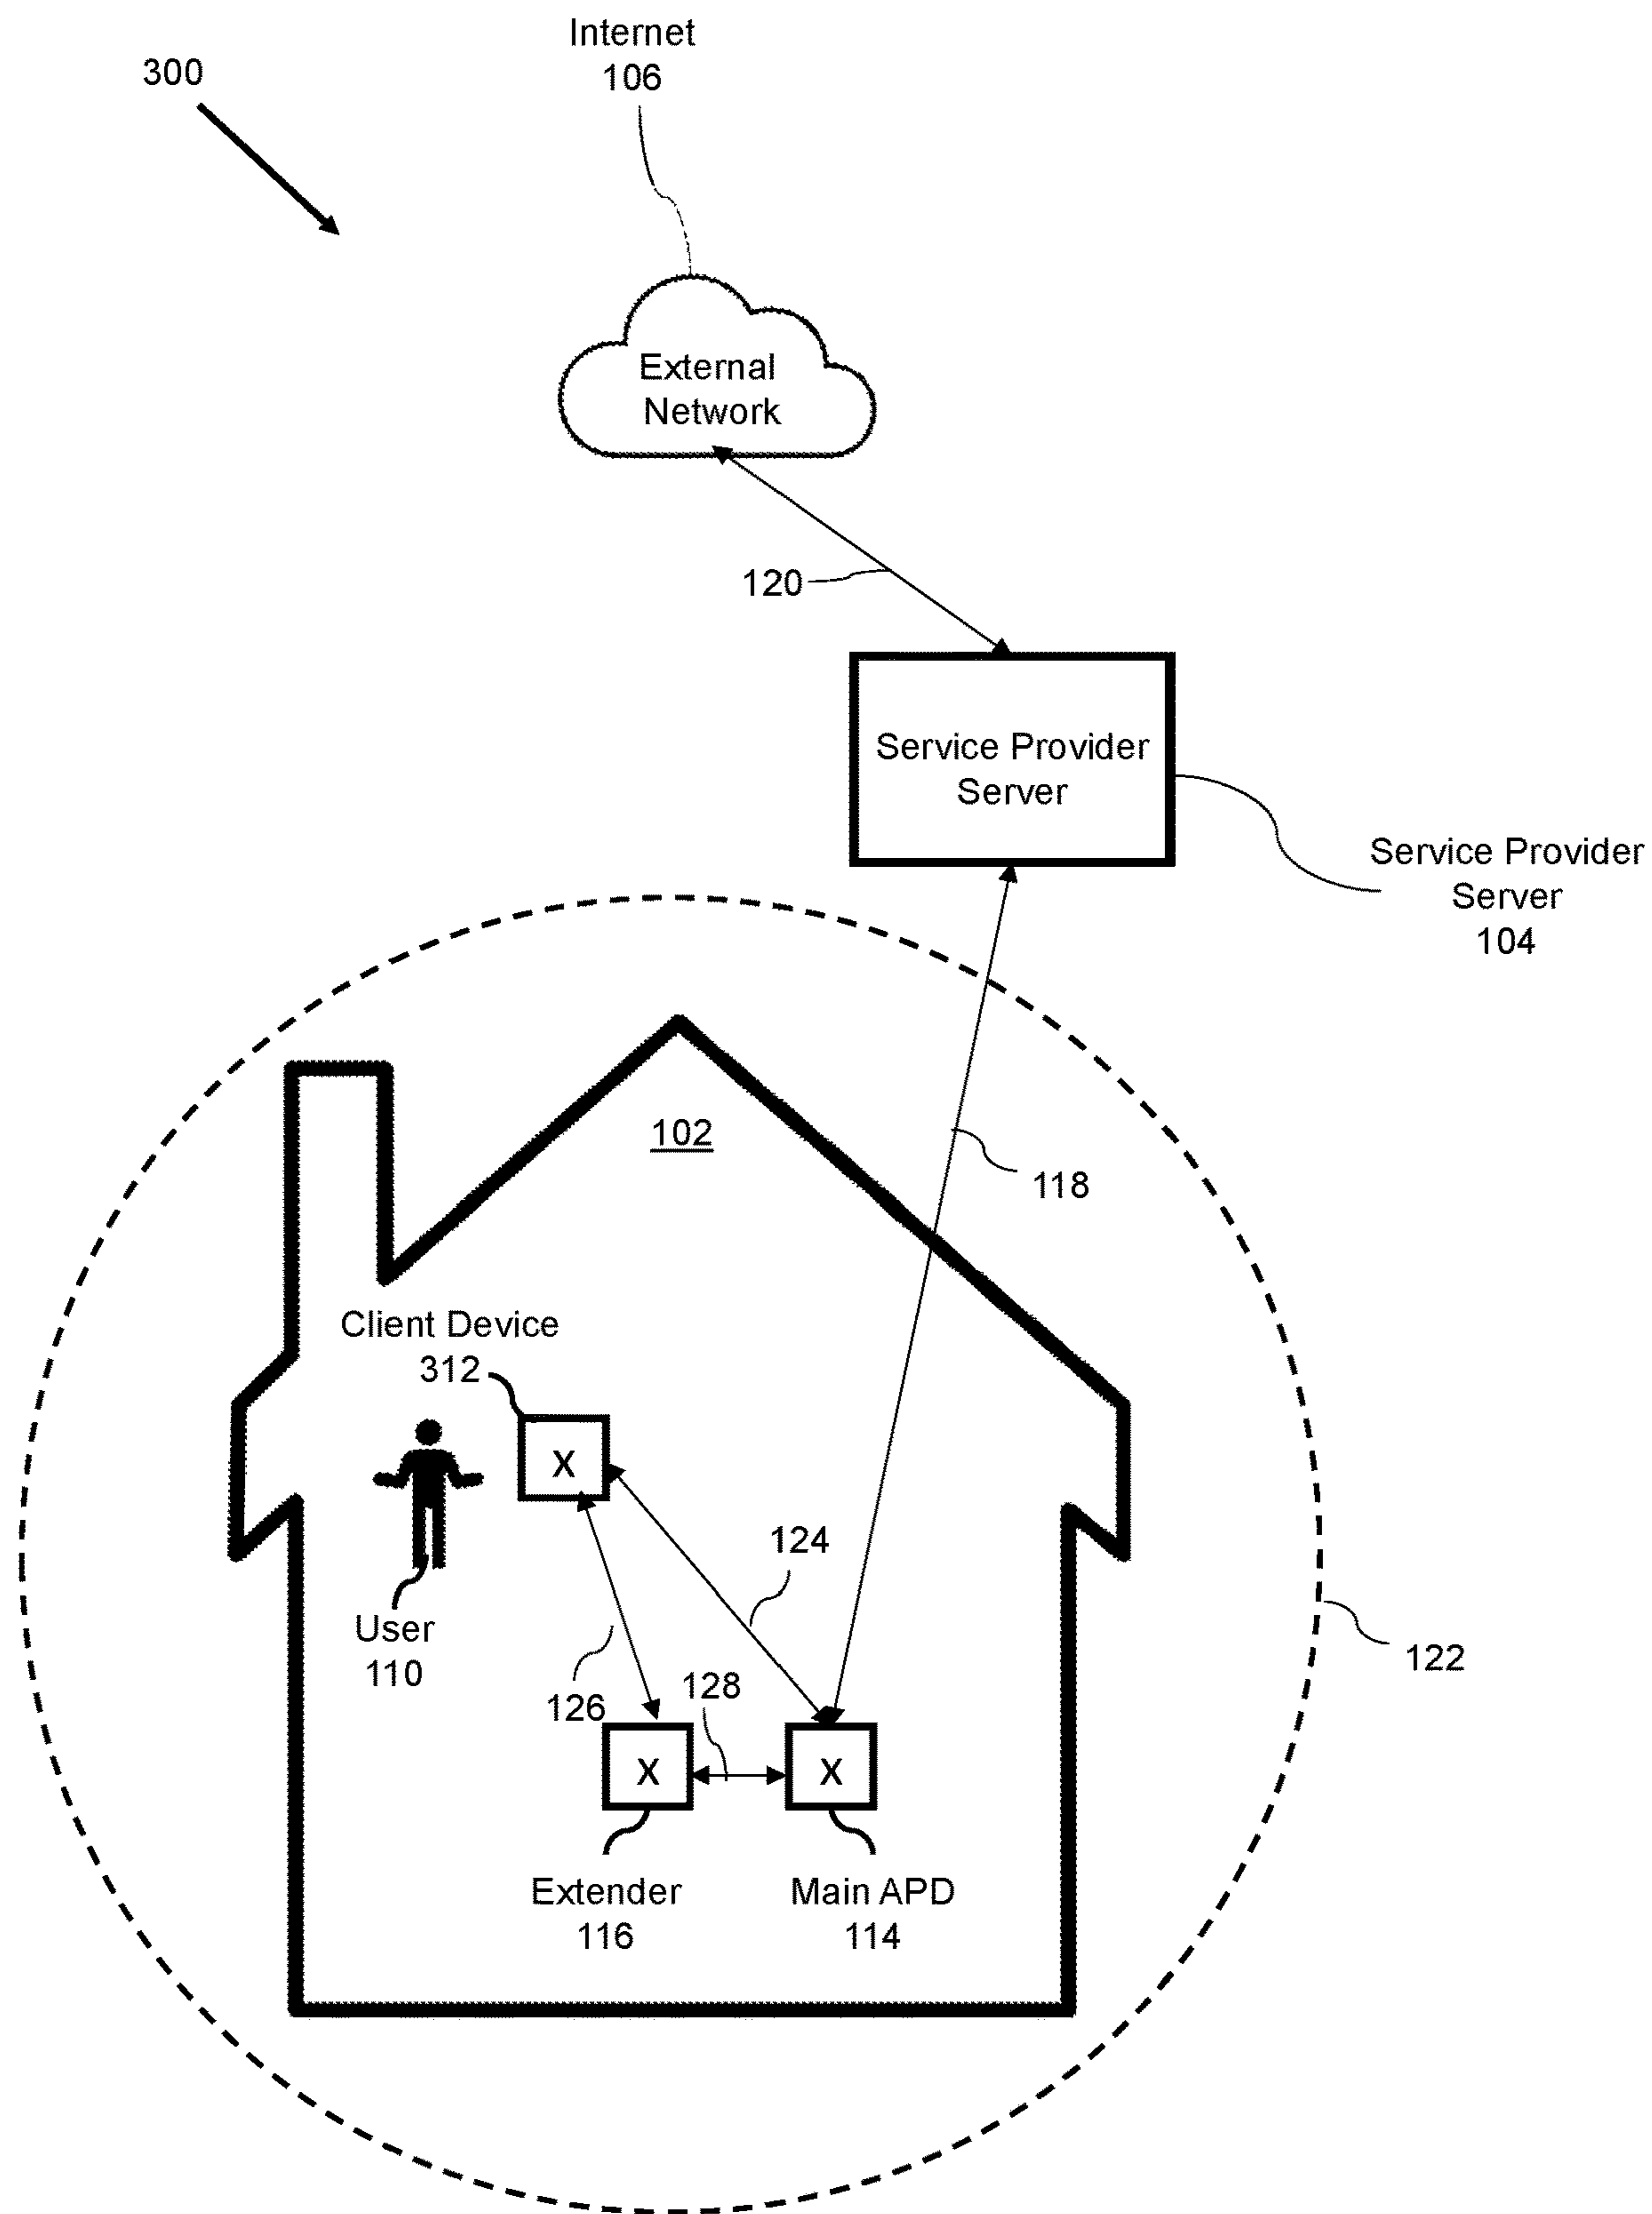 Internet
106
300
External
Network
120
Service Provider
Server
Service Provider
Server
104
102
118
Client Device
312
X
124
User
110
126
128
122
X
X
Extender
116
Main APD
114